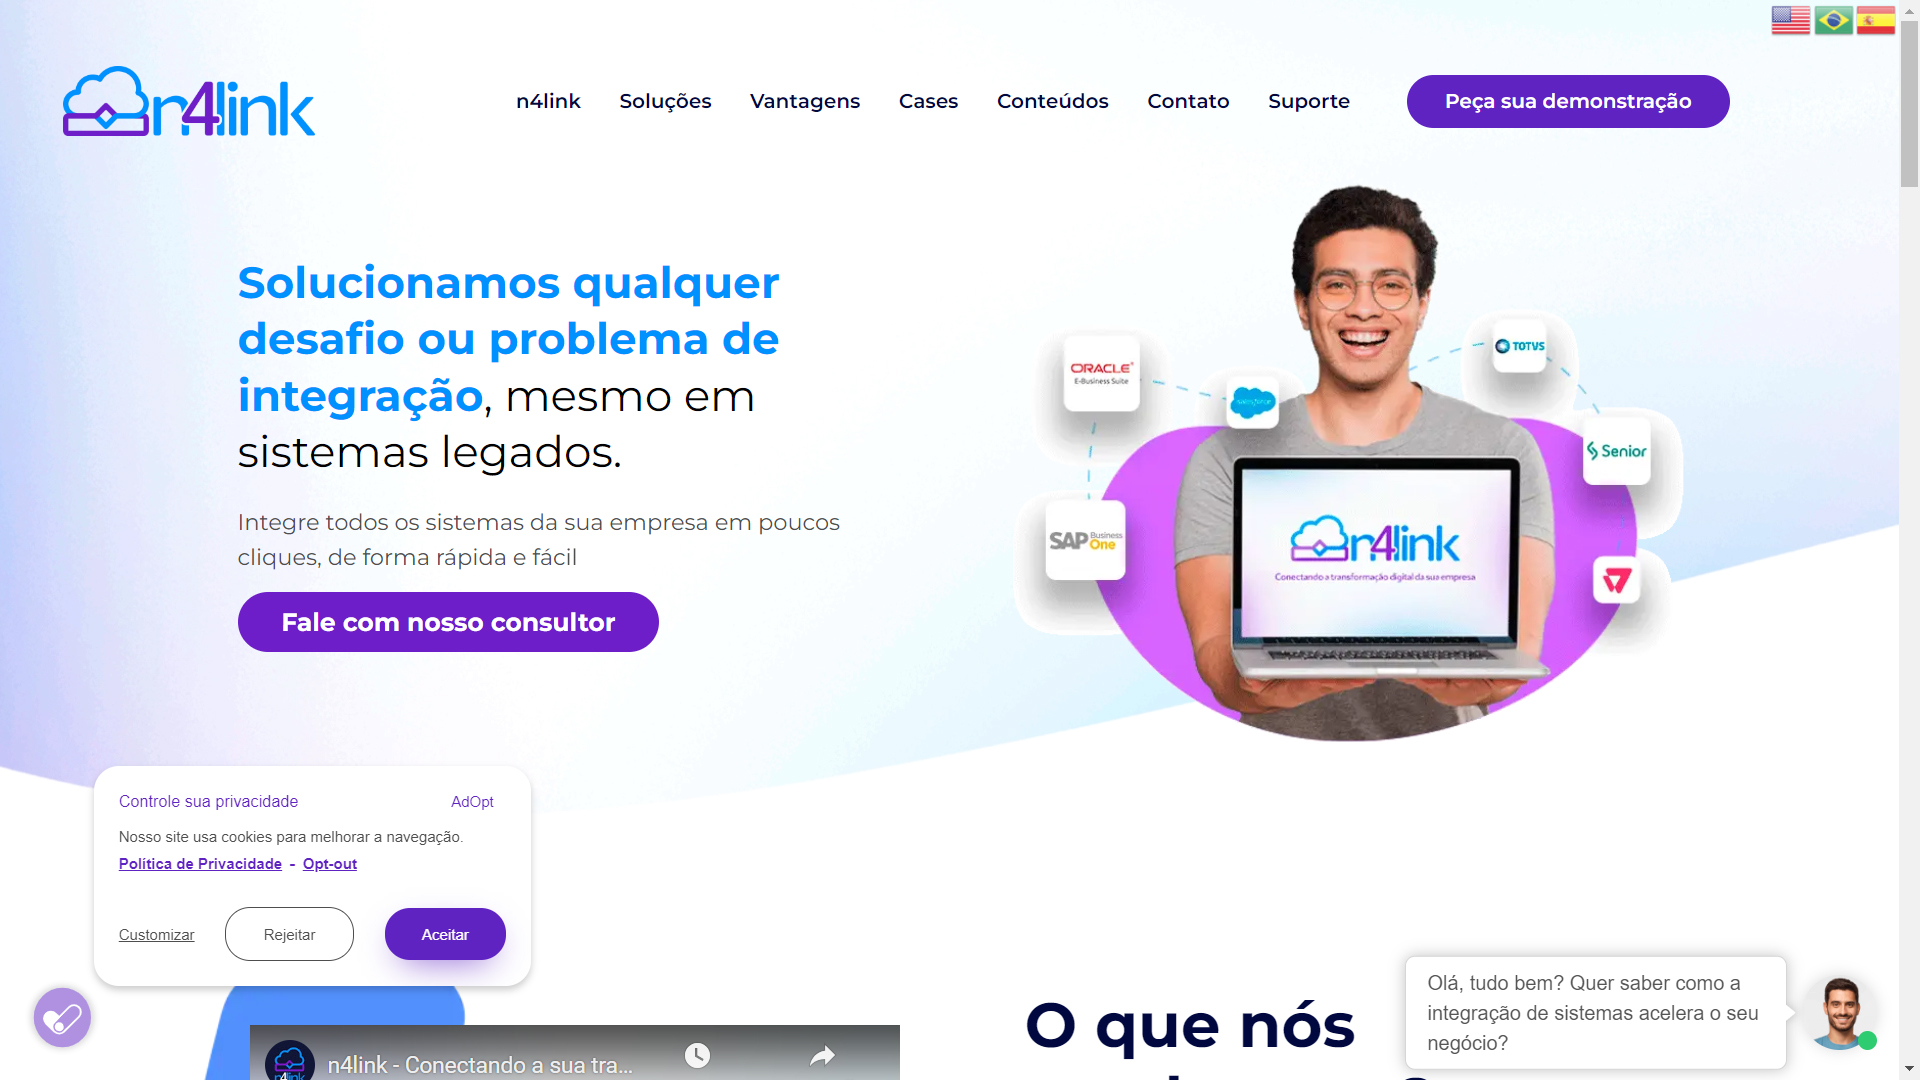 n4link
n4link
Soluções
Vantagens
Cases
Conteúdos
Contato
Suporte
Peça sua demonstração
Solucionamos qualquer
desafio ou problema de
integração, mesmo em
sistemas legados.
Integre todos os sistemas da sua empresa em poucos
cliques, de forma rápida e fácil
Fale com nosso consultor
ORACLE
E-Business Suite
salesforce
TOTVS
Senior
SAP Business
One
n4link
Conectando a transformação digital da sua empresa
Controle sua privacidade
AdOpt
Nosso site usa cookies para melhorar a navegação.
Política de Privacidade - Opt-out
Customizar
Rejeitar
Aceitar
n4link
n4link - Conectando a sua tra...
O que nós
Olá, tudo bem? Quer saber como a
integração de sistemas acelera o seu
negócio?